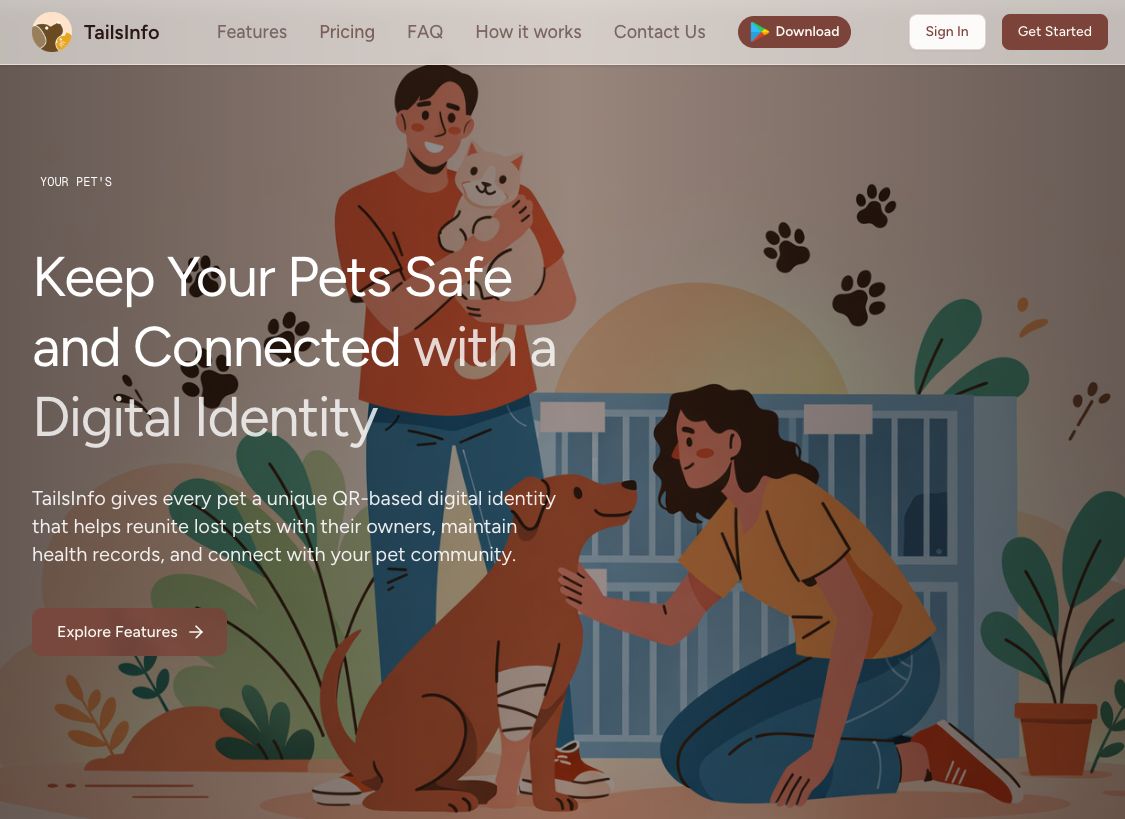 TailsInfo
Features
Pricing
FAQ
How it works
Contact Us
Download
Sign In
Get Started
YOUR PET'S
Keep Your Pets Safe
and Connected with a
Digital Identity
TailsInfo gives every pet a unique QR-based digital identity
that helps reunite lost pets with their owners, maintain
health records, and connect with your pet community.
Explore Features